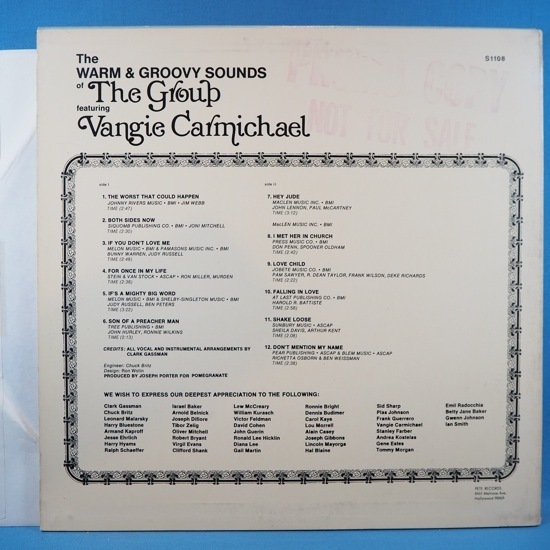 The
WARM & GROOVY SOUNDS
of The Group
featuring
Vangie Carmichael
S1108
PROMO COPY
NOT FOR SALE
side I
1. THE WORST THAT COULD HAPPEN
JOHNNY RIVERS MUSIC • BMI • JIM WEBB
TIME (2:47)
2. BOTH SIDES NOW
SIQUOMB PUBLISHING CO. • BMI • JONI MITCHELL
TIME (2:30)
3. IF YOU DON'T LOVE ME
MELON MUSIC • BMI & PAMANONS MUSIC INC. • BMI
BUNNY WARREN, JUDY RUSSELL
TIME (2:49)
4. FOR ONCE IN MY LIFE
STEIN & VAN STOCK • ASCAP • RON MILLER, MURDEN
TIME (2:38)
5. IF'S A MIGHTY BIG WORD
MELON MUSIC • BMI & SHELBY-SINGLETON MUSIC • BMI
JUDY RUSSELL, BEN PETERS
TIME (3:22)
6. SON OF A PREACHER MAN
TREE PUBLISHING • BMI
JOHN HURLEY, RONNIE WILKINS
TIME (2:13)
CREDITS: ALL VOCAL AND INSTRUMENTAL ARRANGEMENTS BY
CLARK GASSMAN
Engineer: Chuck Britz
Design: Ron Wolin
PRODUCED BY JOSEPH PORTER FOR POMEGRANATE
side II
7. HEY JUDE
MACLEN MUSIC INC. • BMI
JOHN LENNON, PAUL McCARTNEY
TIME (3:12)
MacLEN MUSIC INC. • BMI
8. I MET HER IN CHURCH
PRESS MUSIC CO. • BMI
DON PENN, SPOONER OLDHAM
TIME (2:42)
9. LOVE CHILD
JOBETE MUSIC CO. • BMI
PAM SAWYER, R. DEAN TAYLOR, FRANK WILSON, DEKE RICHARDS
TIME (2:22)
10. FALLING IN LOVE
AT LAST PUBLISHING CO. • BMI
HAROLD R. BATTISTE
TIME (2:56)
11. SHAKE LOOSE
SUNBURY MUSIC • ASCAP
SHEILA DAVIS, ARTHUR KENT
TIME (2:08)
12. DON'T MENTION MY NAME
PEAR PUBLISHING • ASCAP & BLEM MUSIC • ASCAP
RICHETTA OSBORN & BEN WEISSMAN
TIME (2:38)
WE WISH TO EXPRESS OUR DEEPEST APPRECIATION TO THE FOLLOWING:
Clark Gassman
Chuck Britz
Leonard Malarsky
Harry Bluestone
Armand Kaproff
Jesse Ehrlich
Harry Hyams
Ralph Schaeffer
Israel Baker
Arnold Belnick
Joseph Difiore
Tibor Zelig
Oliver Mitchell
Robert Bryant
Virgil Evans
Clifford Shank
Lew McCreary
William Kurasch
Victor Feldman
David Cohen
John Guerin
Ronald Lee Hicklin
Diana Lee
Gail Martin
Ronnie Bright
Dennis Budimer
Carol Kaye
Lou Morrell
Alain Casey
Joseph Gibbons
Lincoln Mayorga
Hal Blaine
Sid Sharp
Plas Johnson
Frank Guerrero
Vangie Carmichael
Stanley Farber
Andrea Kostelas
Gene Estes
Tommy Morgan
Emil Radocchia
Betty Jane Baker
Gwenn Johnson
Ian Smith
PETE RECORDS
Melrose Ave.
Hollywood